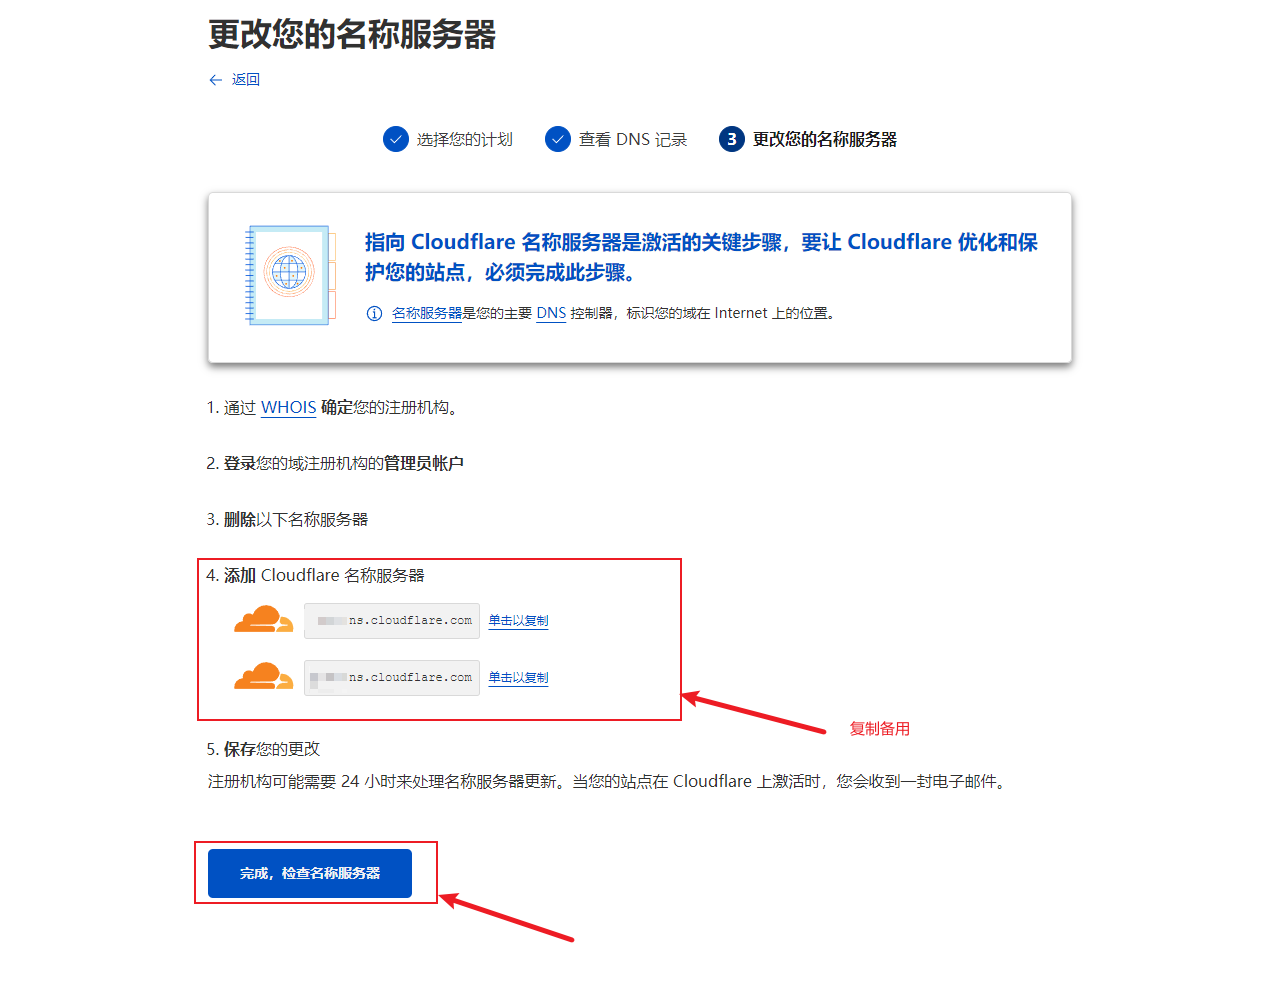 更改您的名称服务器
返回
选择您的计划
查看 DNS 记录
3 更改您的名称服务器
指向 Cloudflare 名称服务器是激活的关键步骤，要让 Cloudflare 优化和保
护您的站点，必须完成此步骤。
名称服务器是您的主要 DNS 控制器，标识您的域在 Internet 上的位置。
1. 通过 WHOIS 确定您的注册机构。
2. 登录您的域注册机构的管理员帐户
3. 删除以下名称服务器
4. 添加 Cloudflare 名称服务器
ns.cloudflare.com 单击以复制
ns.cloudflare.com 单击以复制
复制备用
5. 保存您的更改
注册机构可能需要 24 小时来处理名称服务器更新。当您的站点在 Cloudflare 上激活时，您会收到一封电子邮件。
完成，检查名称服务器